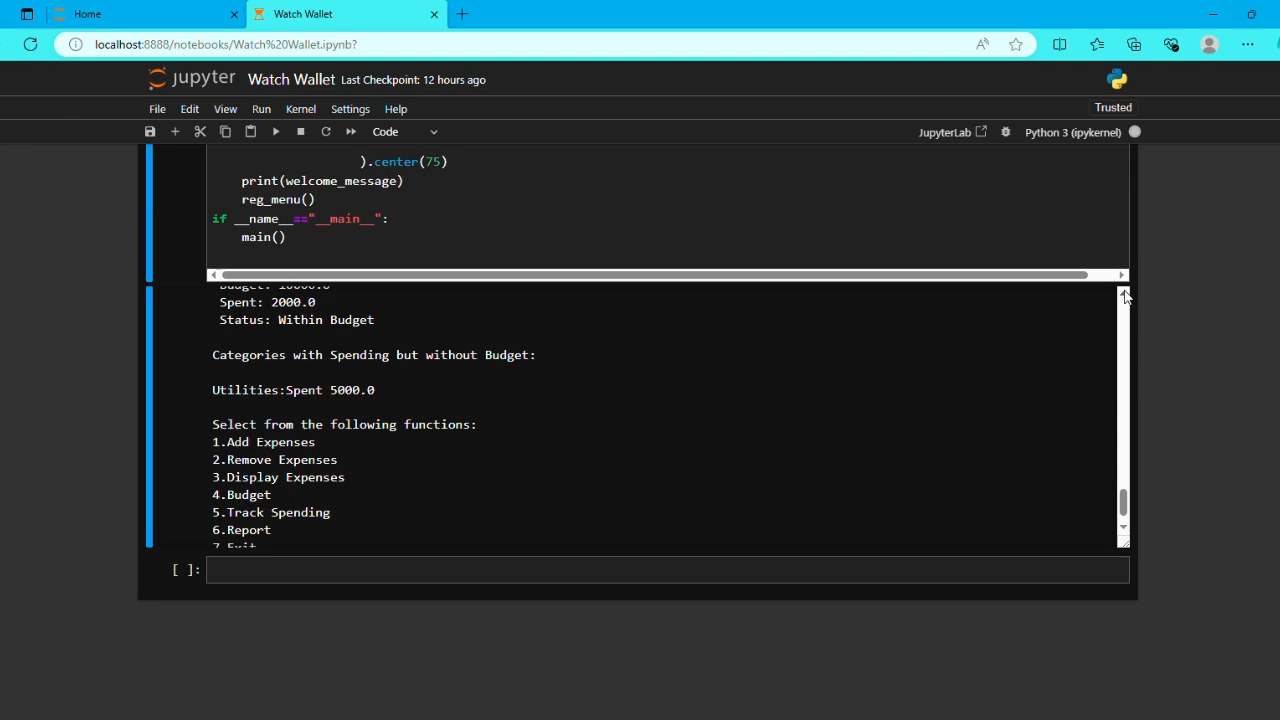 Home
Watch Wallet
localhost:8888/notebooks/Watch%20Wallet.ipynb?
jupyter Watch Wallet Last Checkpoint: 12 hours ago
File Edit View Run Kernel Settings Help
Trusted
Code
JupyterLab
Python 3 (ipykernel)
).center(75)
print(welcome_message)
reg_menu()
if __name__=="__main__":
main()
Spent: 2000.0
Status: Within Budget
Categories with Spending but without Budget:
Utilities:Spent 5000.0
Select from the following functions:
1.Add Expenses
2.Remove Expenses
3.Display Expenses
4.Budget
5.Track Spending
6.Report
7.Exit
[ ]: